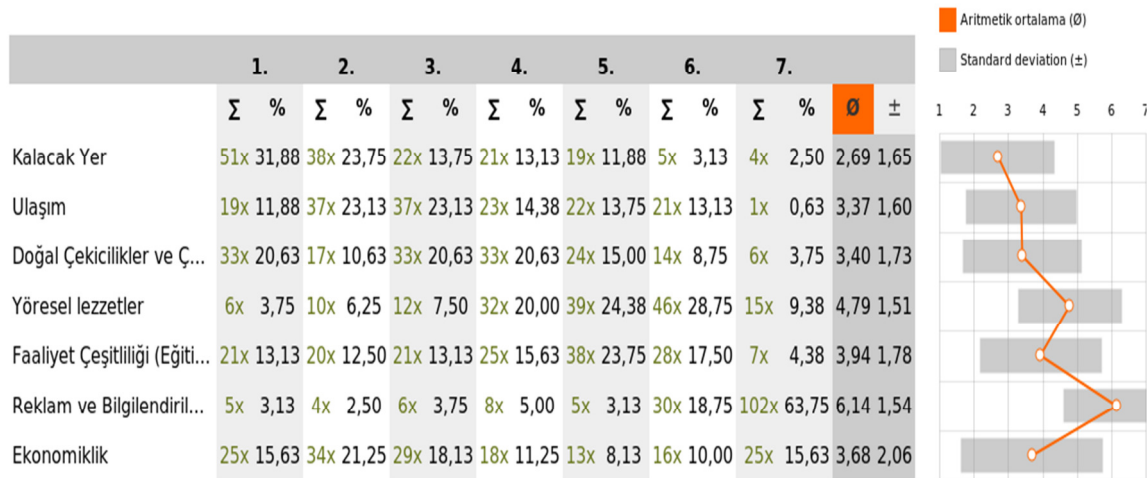 Aritmetik ortalama (Ø)
Standard deviation (±)
1. 2. 3. 4. 5. 6. 7.
Σ % Σ % Σ % Σ % Σ % Σ % Σ % Ø ±
1 2 3 4 5 6 7
Kalacak Yer 51x 31,88 38x 23,75 22x 13,75 21x 13,13 19x 11,88 5x 3,13 4x 2,50 2,69 1,65
Ulaşım 19x 11,88 37x 23,13 37x 23,13 23x 14,38 22x 13,75 21x 13,13 1x 0,63 3,37 1,60
Doğal Çekicilikler ve Ç... 33x 20,63 17x 10,63 33x 20,63 33x 20,63 24x 15,00 14x 8,75 6x 3,75 3,40 1,73
Yöresel lezzetler 6x 3,75 10x 6,25 12x 7,50 32x 20,00 39x 24,38 46x 28,75 15x 9,38 4,79 1,51
Faaliyet Çeşitliliği (Eğiti... 21x 13,13 20x 12,50 21x 13,13 25x 15,63 38x 23,75 28x 17,50 7x 4,38 3,94 1,78
Reklam ve Bilgilendiril... 5x 3,13 4x 2,50 6x 3,75 8x 5,00 5x 3,13 30x 18,75 102x 63,75 6,14 1,54
Ekonomiklik 25x 15,63 34x 21,25 29x 18,13 18x 11,25 13x 8,13 16x 10,00 25x 15,63 3,68 2,06